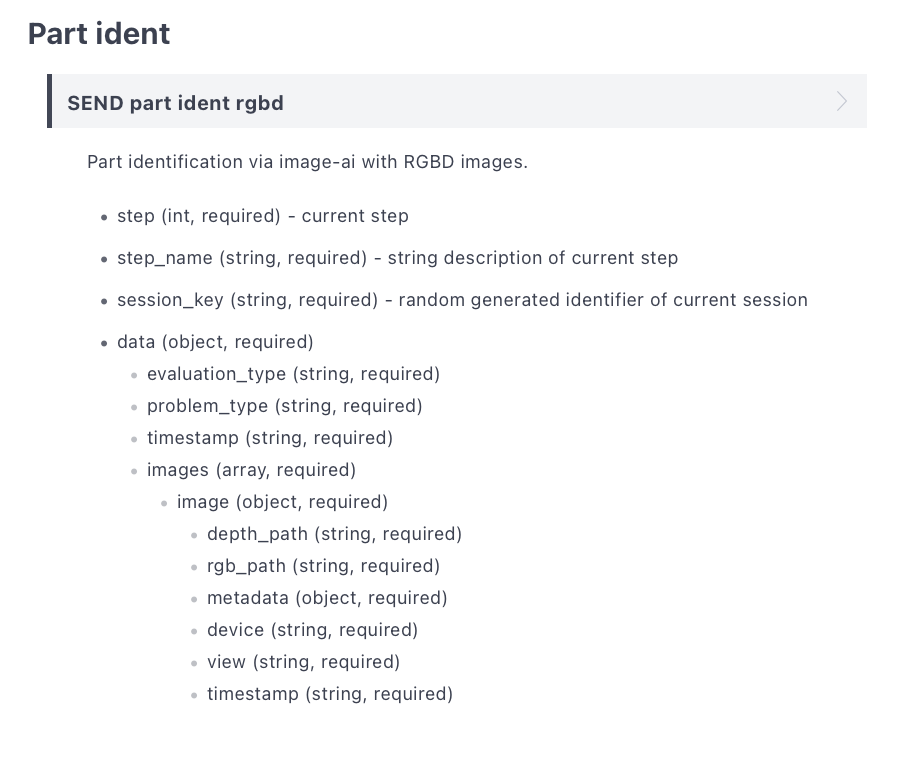 Part ident
SEND part ident rgbd
Part identification via image-ai with RGBD images.
• step (int, required) - current step
• step_name (string, required) - string description of current step
• session_key (string, required) - random generated identifier of current session
• data (object, required)
• evaluation_type (string, required)
• problem_type (string, required)
• timestamp (string, required)
• images (array, required)
• image (object, required)
• depth_path (string, required)
• rgb_path (string, required)
• metadata (object, required)
• device (string, required)
• view (string, required)
• timestamp (string, required)